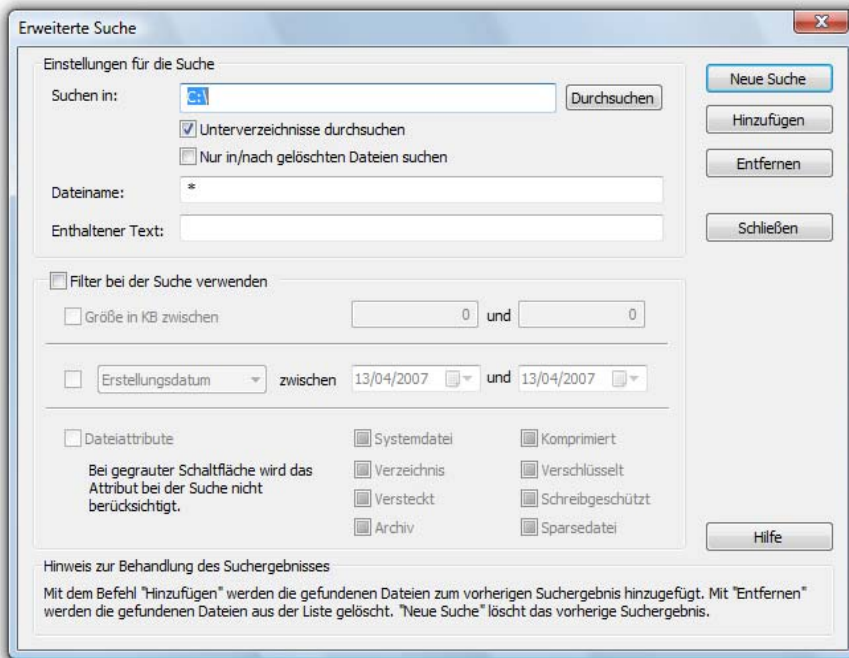 Erweiterte Suche
Einstellungen für die Suche
Suchen in:
C:\
Durchsuchen
Unterverzeichnisse durchsuchen
Nur in/nach gelöschten Dateien suchen
Dateiname:
*
Enthaltener Text:
Neue Suche
Hinzufügen
Entfernen
Schließen
Filter bei der Suche verwenden
Größe in KB zwischen 0 und 0
Erstellungsdatum zwischen 13/04/2007 und 13/04/2007
Dateiattribute
Bei gegrauter Schaltfläche wird das
Attribut bei der Suche nicht
berücksichtigt.
Systemdatei
Komprimiert
Verzeichnis
Verschlüsselt
Versteckt
Schreibgeschützt
Archiv
Sparsedatei
Hilfe
Hinweis zur Behandlung des Suchergebnisses
Mit dem Befehl "Hinzufügen" werden die gefundenen Dateien zum vorherigen Suchergebnis hinzugefügt. Mit "Entfernen"
werden die gefundenen Dateien aus der Liste gelöscht. "Neue Suche" löscht das vorherige Suchergebnis.